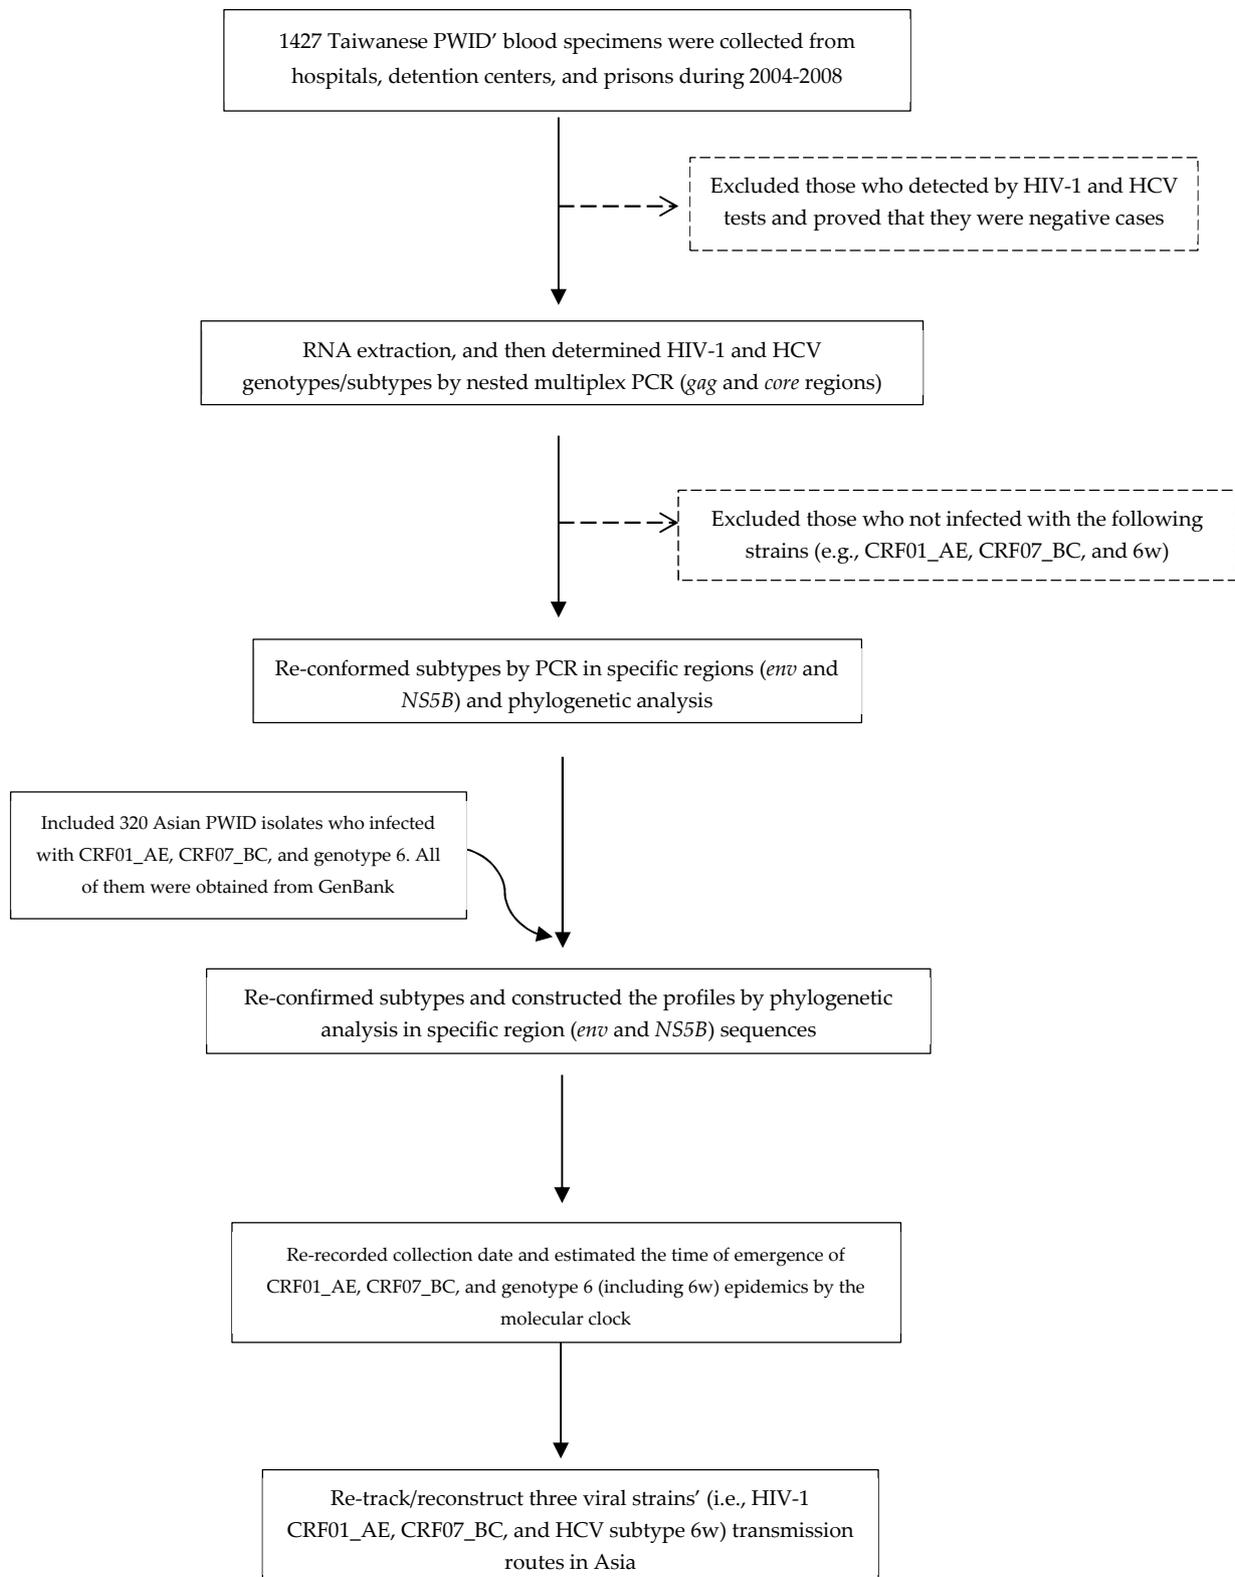 1427 Taiwanese PWID’ blood specimens were collected from
hospitals, detention centers, and prisons during 2004-2008
Excluded those who detected by HIV-1 and HCV
tests and proved that they were negative cases
RNA extraction, and then determined HIV-1 and HCV
genotypes/subtypes by nested multiplex PCR (gag and core regions)
Excluded those who not infected with the following
strains (e.g., CRF01_AE, CRF07_BC, and 6w)
Re-conformed subtypes by PCR in specific regions (env and
NS5B) and phylogenetic analysis
Included 320 Asian PWID isolates who infected
with CRF01_AE, CRF07_BC, and genotype 6. All
of them were obtained from GenBank
Re-confirmed subtypes and constructed the profiles by phylogenetic
analysis in specific region (env and NS5B) sequences
Re-recorded collection date and estimated the time of emergence of
CRF01_AE, CRF07_BC, and genotype 6 (including 6w) epidemics by the
molecular clock
Re-track/reconstruct three viral strains’ (i.e., HIV-1
CRF01_AE, CRF07_BC, and HCV subtype 6w) transmission
routes in Asia